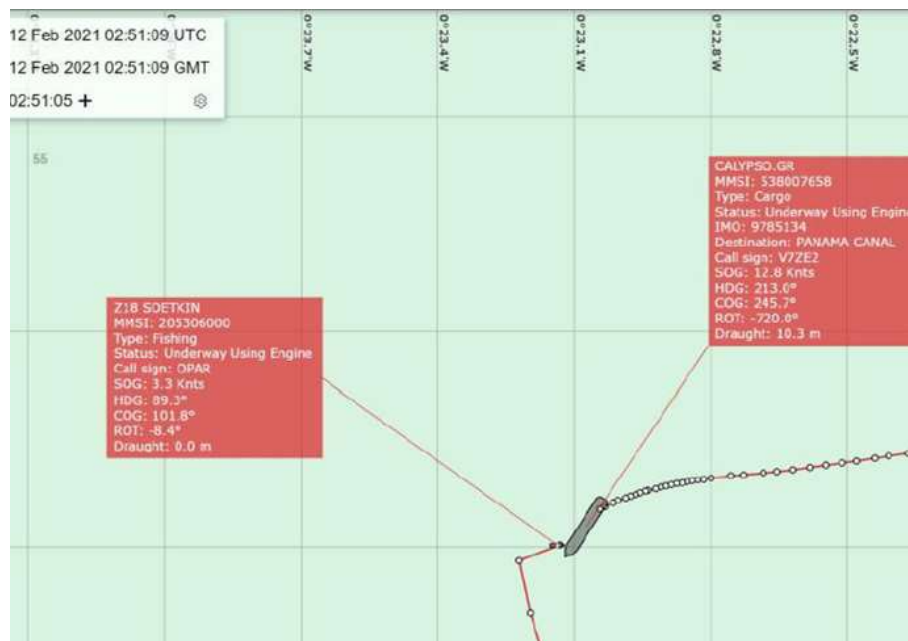 12 Feb 2021 02:51:09 UTC
12 Feb 2021 02:51:09 GMT
02:51:05 +
0°23.7'W
0°23.4'W
0°23.1'W
0°22.8'W
0°22.5'W
55
CALYPSO.GR
MMSI: 538007658
Type: Cargo
Status: Underway Using Engine
IMO: 9785134
Destination: PANAMA CANAL
Call sign: V7ZE2
SOG: 12.8 Knts
HDG: 213.0°
COG: 245.7°
ROT: -720.0°
Draught: 10.3 m
Z18 SOETKIN
MMSI: 205306000
Type: Fishing
Status: Underway Using Engine
Call sign: OPAR
SOG: 3.3 Knts
HDG: 89.3°
COG: 101.8°
ROT: -8.4°
Draught: 0.0 m